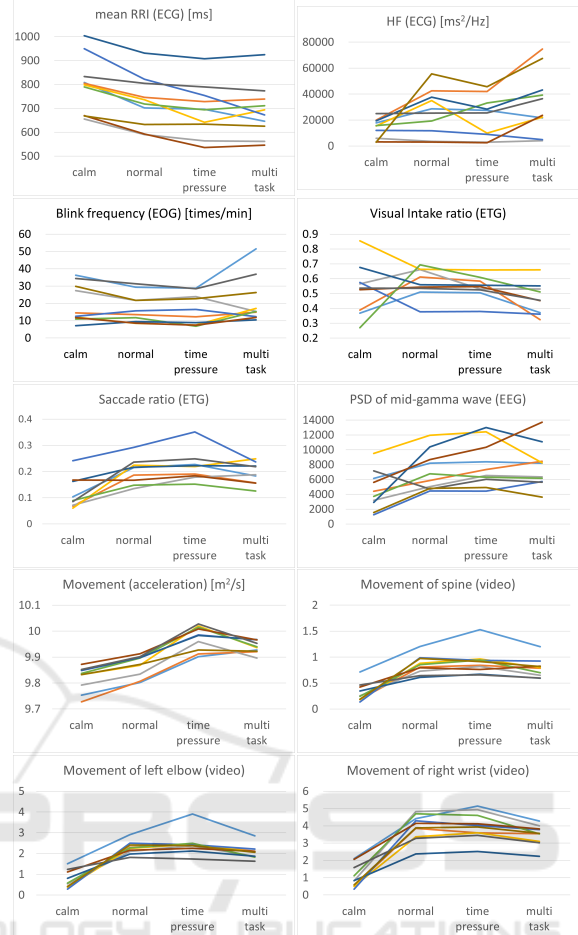 mean RRI (ECG) [ms]
1000
900
800
700
600
500
calm normal time pressure multi task
HF (ECG) [ms²/Hz]
80000
60000
40000
20000
0
calm normal time pressure multi task
Blink frequency (EOG) [times/min]
60
50
40
30
20
10
0
calm normal time pressure multi task
Visual Intake ratio (ETG)
0.9
0.8
0.7
0.6
0.5
0.4
0.3
0.2
calm normal time pressure multi task
Saccade ratio (ETG)
0.4
0.3
0.2
0.1
0
calm normal time pressure multi task
PSD of mid-gamma wave (EEG)
14000
12000
10000
8000
6000
4000
2000
0
calm normal time pressure multi task
Movement (acceleration) [m²/s]
10.1
10
9.9
9.8
9.7
calm normal time pressure multi task
Movement of spine (video)
2
1.5
1
0.5
0
calm normal time pressure multi task
Movement of left elbow (video)
5
4
3
2
1
0
calm normal time pressure multi task
Movement of right wrist (video)
6
5
4
3
2
1
0
calm normal time pressure multi task
PRESS
OLOGY PUBLICATIONS